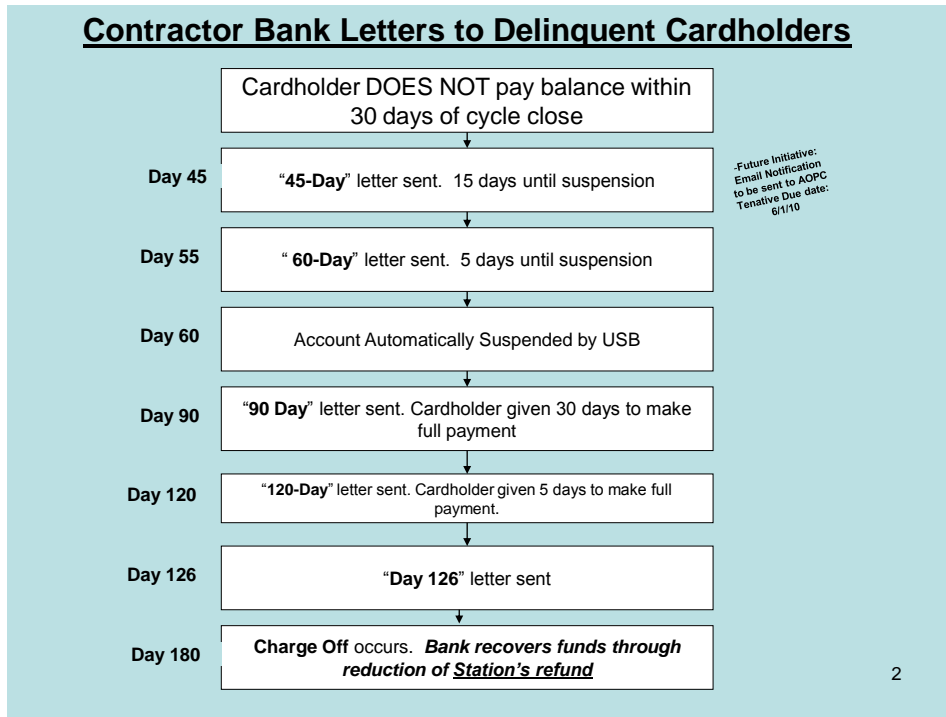 Contractor Bank Letters to Delinquent Cardholders
Cardholder DOES NOT pay balance within
30 days of cycle close
-Future Initiative:
Email Notification
to be sent to AOPC
Tenative Due date:
6/1/10
Day 45
“45-Day” letter sent. 15 days until suspension
Day 55
“ 60-Day” letter sent. 5 days until suspension
Day 60
Account Automatically Suspended by USB
Day 90
“90 Day” letter sent. Cardholder given 30 days to make
full payment
Day 120
“120-Day” letter sent. Cardholder given 5 days to make full
payment.
Day 126
“Day 126” letter sent
Day 180
Charge Off occurs. Bank recovers funds through
reduction of Station’s refund
2